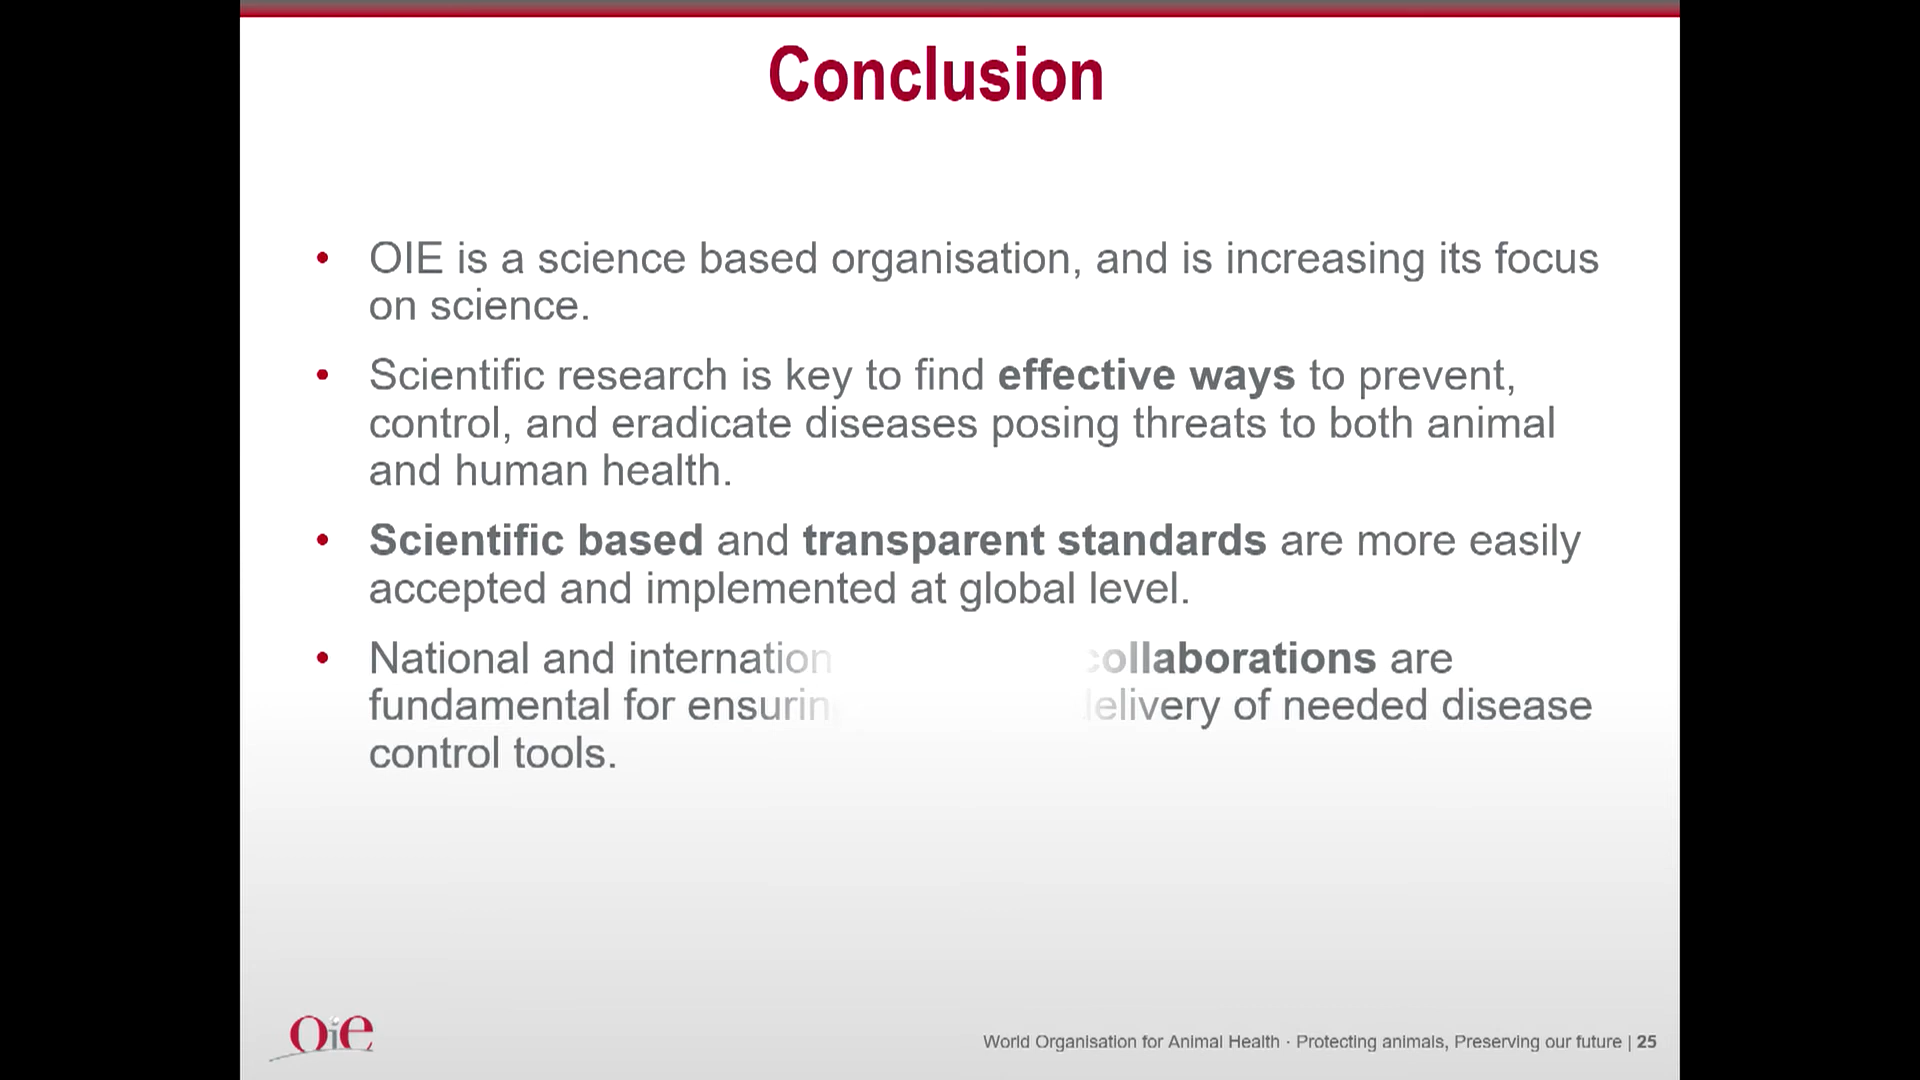 Conclusion
• OIE is a science based organisation, and is increasing its focus
on science.
• Scientific research is key to find effective ways to prevent,
control, and eradicate diseases posing threats to both animal
and human health.
• Scientific based and transparent standards are more easily
accepted and implemented at global level.
• National and internation collaborations are
fundamental for ensurin elivery of needed disease
control tools.
OiE
World Organisation for Animal Health · Protecting animals, Preserving our future | 25